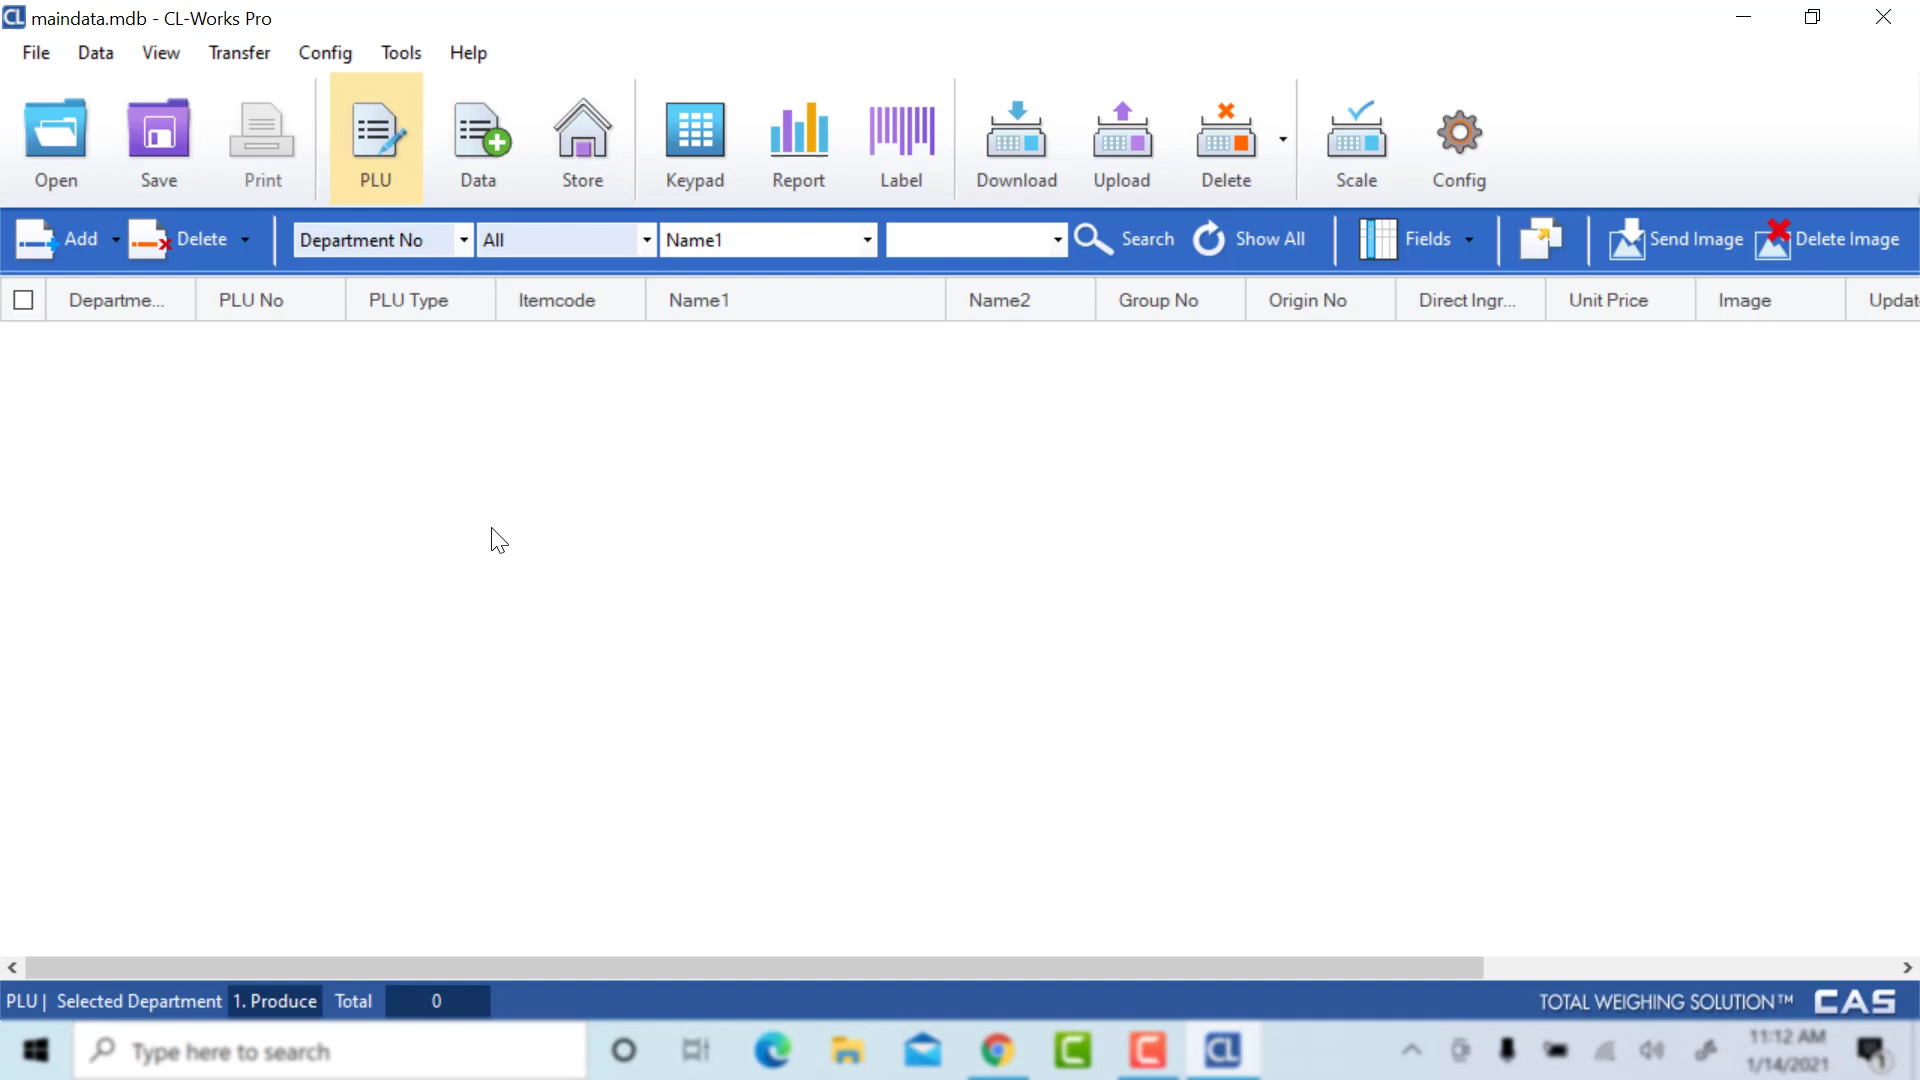 CL maindata.mdb - CL-Works Pro
File Data View Transfer Config Tools Help
Open Save Print PLU Data Store Keypad Report Label Download Upload Delete Scale Config
Add Delete Department No All Name1 Search Show All Fields Send Image Delete Image
Departme... PLU No PLU Type Itemcode Name1 Name2 Group No Origin No Direct Ingr... Unit Price Image Updat
PLU | Selected Department 1. Produce Total 0 TOTAL WEIGHING SOLUTION™ CAS
Type here to search CL 11:12 AM
1/14/2021 1